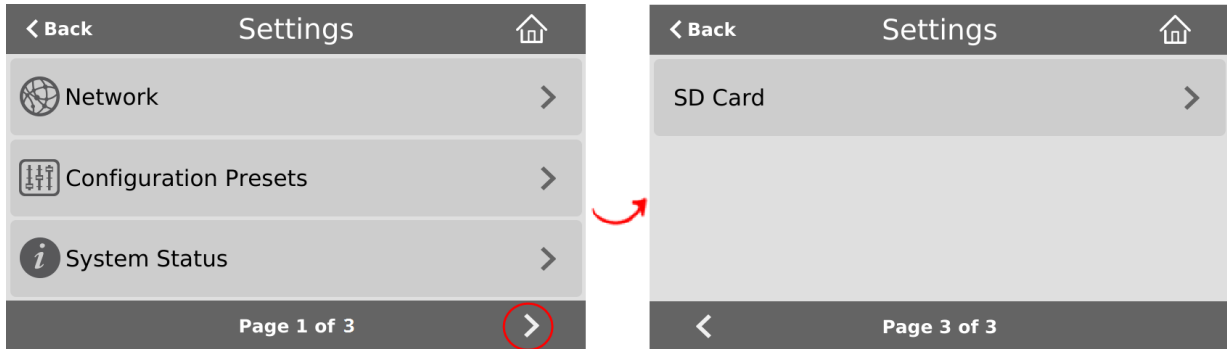 Back Settings
Network
Configuration Presets
i System Status
Page 1 of 3
Back Settings
SD Card
Page 3 of 3